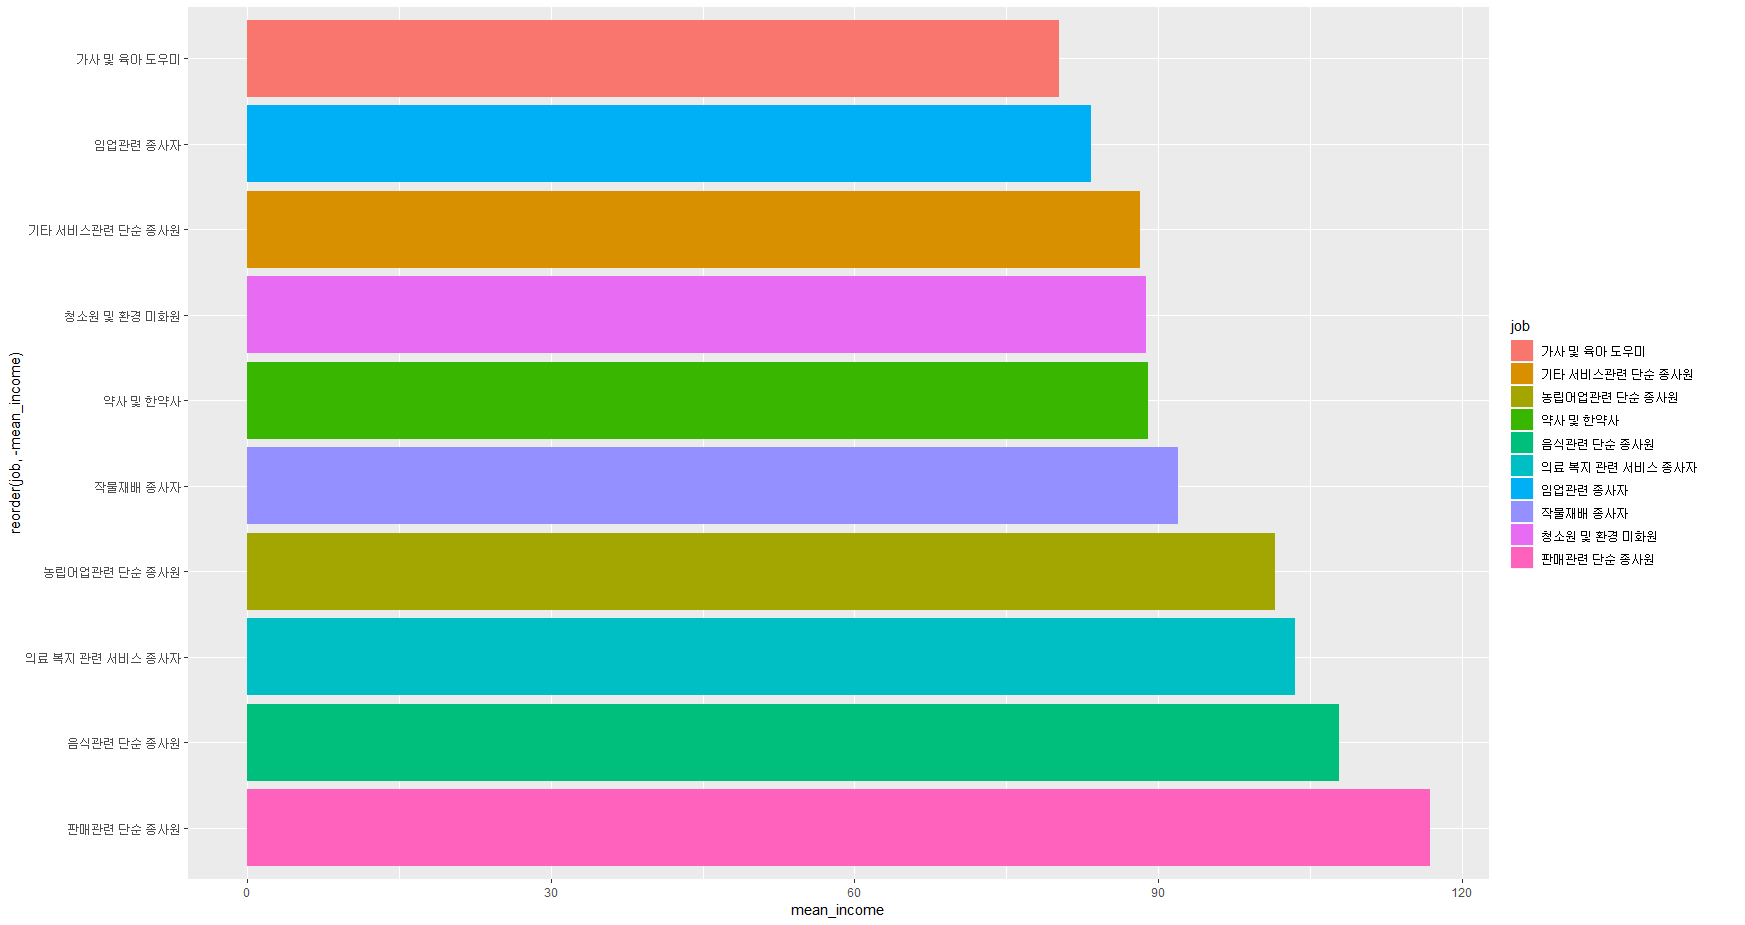 가사 및 육아 도우미
임업관련 종사자
기타 서비스관련 단순 종사원
청소원 및 환경 미화원
약사 및 한약사
작물재배 종사자
농림어업관련 단순 종사원
의료 복지 관련 서비스 종사자
음식관련 단순 종사원
판매관련 단순 종사원
reorder(job, -mean_income)
0 30 60 90 120
mean_income
job
가사 및 육아 도우미
기타 서비스관련 단순 종사원
농림어업관련 단순 종사원
약사 및 한약사
음식관련 단순 종사원
의료 복지 관련 서비스 종사자
임업관련 종사자
작물재배 종사자
청소원 및 환경 미화원
판매관련 단순 종사원